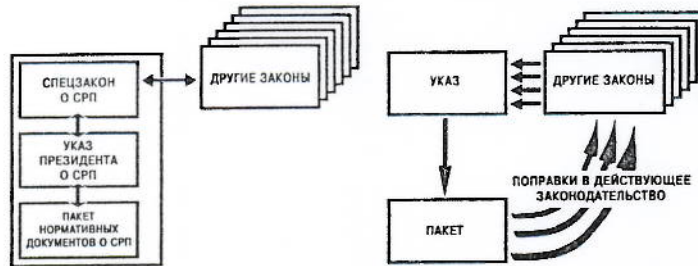 СПЕЦЗАКОН
О СРП
УКАЗ
ПРЕЗИДЕНТА
О СРП
ПАКЕТ
НОРМАТИВНЫХ
ДОКУМЕНТОВ О СРП
ДРУГИЕ ЗАКОНЫ
УКАЗ
ДРУГИЕ ЗАКОНЫ
ПОПРАВКИ В ДЕЙСТВУЮЩЕЕ
ЗАКОНОДАТЕЛЬСТВО
ПАКЕТ